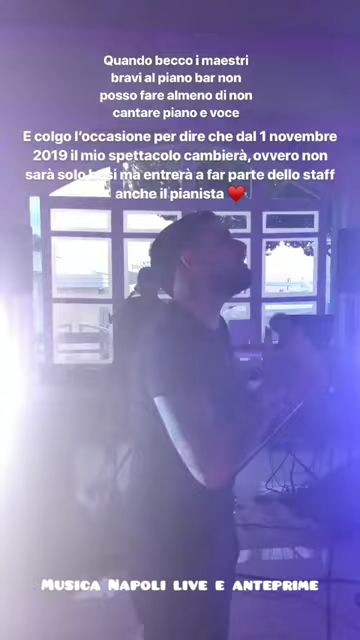 Quando becco i maestri
bravi al piano bar non
posso fare almeno di non
cantare piano e voce
E colgo l'occasione per dire che dal 1 novembre
2019 il mio spettacolo cambierà, ovvero non
sarà solo basi ma entrerà a far parte dello staff
anche il pianista ♥️
Musica Napoli live e anteprime